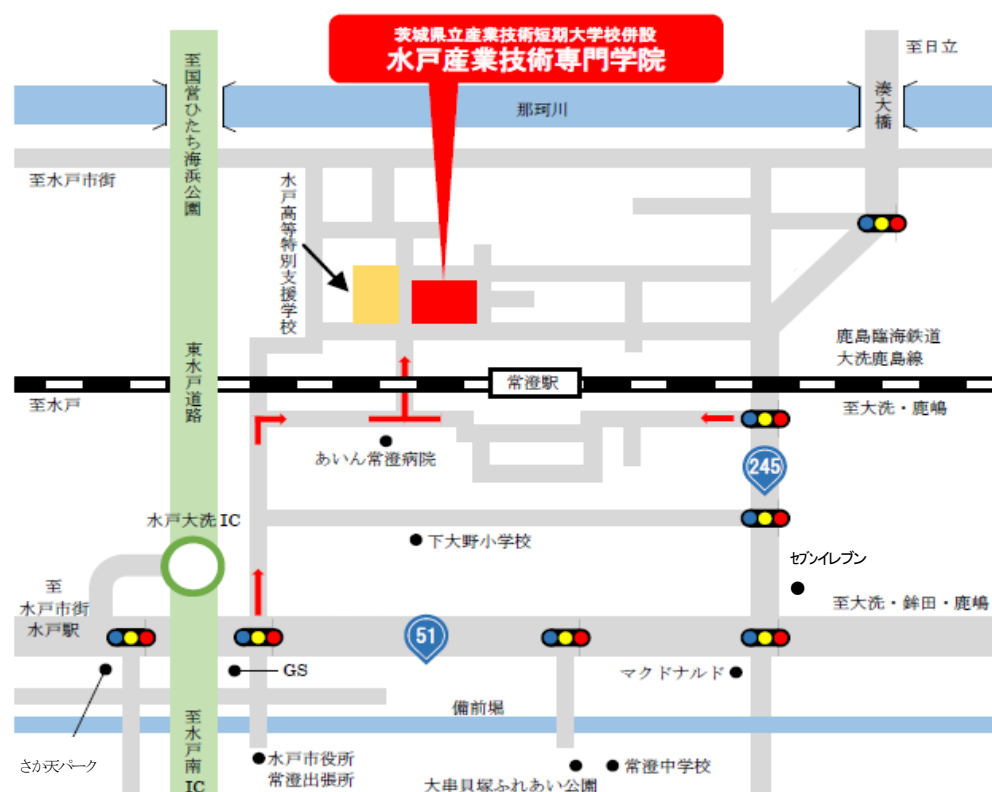 茨城県立産業技術短期大学校併設
水戸産業技術専門学院
至日立
至国営ひたち海浜公園
那珂川
湊大橋
至水戸市街
水戸高等特別支援学校
東水戸道路
鹿島臨海鉄道
大洗鹿島線
常澄駅
至水戸
至大洗・鹿嶋
あいん常澄病院
245
水戸大洗IC
下大野小学校
セブンイレブン
至
水戸市街
水戸駅
至大洗・鉾田・鹿嶋
51
GS
マクドナルド
備前堀
至水戸南IC
さか天パーク
水戸市役所
常澄出張所
大串貝塚ふれあい公園
常澄中学校